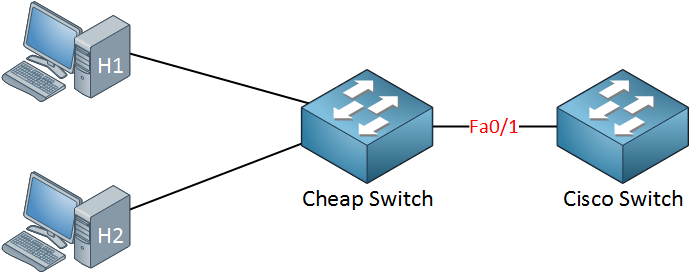 H1
Fa0/1
Cheap Switch
Cisco Switch
H2